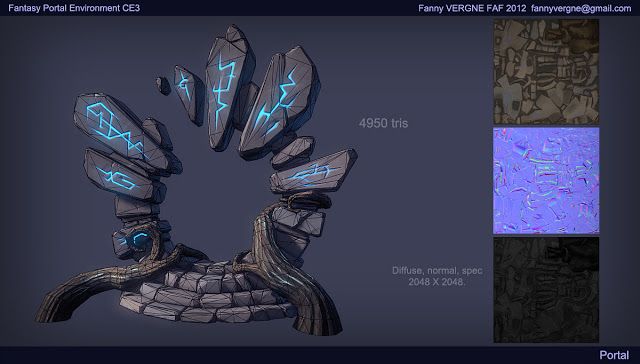 Fantasy Portal Environment CE3
Fanny VERGNE FAF 2012 fannyvergne@gmail.com
4950 tris
Diffuse, normal, spec
2048 X 2048.
Portal